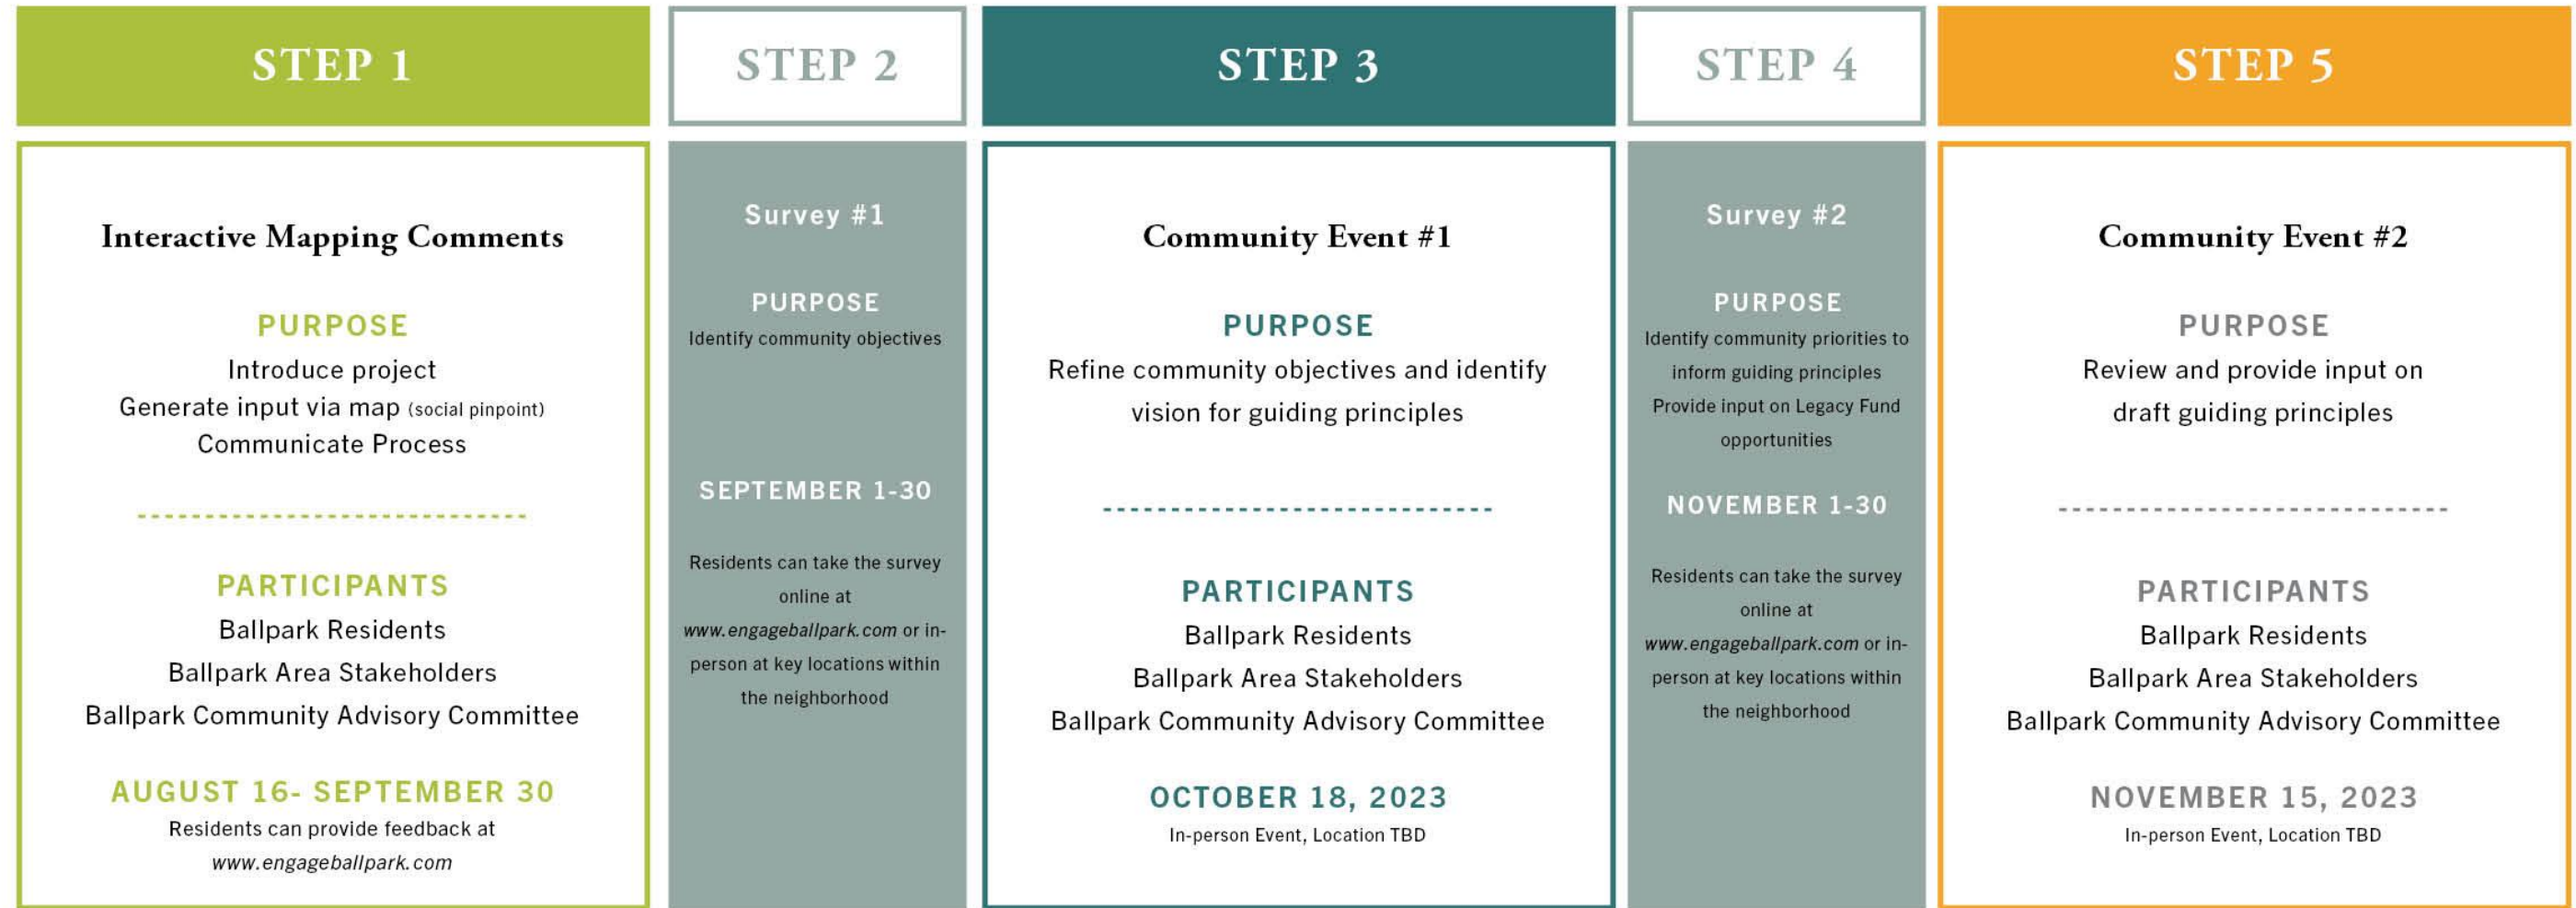 STEP 1
Interactive Mapping Comments
PURPOSE
Introduce project
Generate input via map (social pinpoint)
Communicate Process
PARTICIPANTS
Ballpark Residents
Ballpark Area Stakeholders
Ballpark Community Advisory Committee
AUGUST 16- SEPTEMBER 30
Residents can provide feedback at
www.engageballpark.com
STEP 2
Survey #1
PURPOSE
Identify community objectives
SEPTEMBER 1-30
Residents can take the survey
online at
www.engageballpark.com or in-
person at key locations within
the neighborhood
STEP 3
Community Event #1
PURPOSE
Refine community objectives and identify
vision for guiding principles
PARTICIPANTS
Ballpark Residents
Ballpark Area Stakeholders
Ballpark Community Advisory Committee
OCTOBER 18, 2023
In-person Event, Location TBD
STEP 4
Survey #2
PURPOSE
Identify community priorities to
inform guiding principles
Provide input on Legacy Fund
opportunities
NOVEMBER 1-30
Residents can take the survey
online at
www.engageballpark.com or in-
person at key locations within
the neighborhood
STEP 5
Community Event #2
PURPOSE
Review and provide input on
draft guiding principles
PARTICIPANTS
Ballpark Residents
Ballpark Area Stakeholders
Ballpark Community Advisory Committee
NOVEMBER 15, 2023
In-person Event, Location TBD